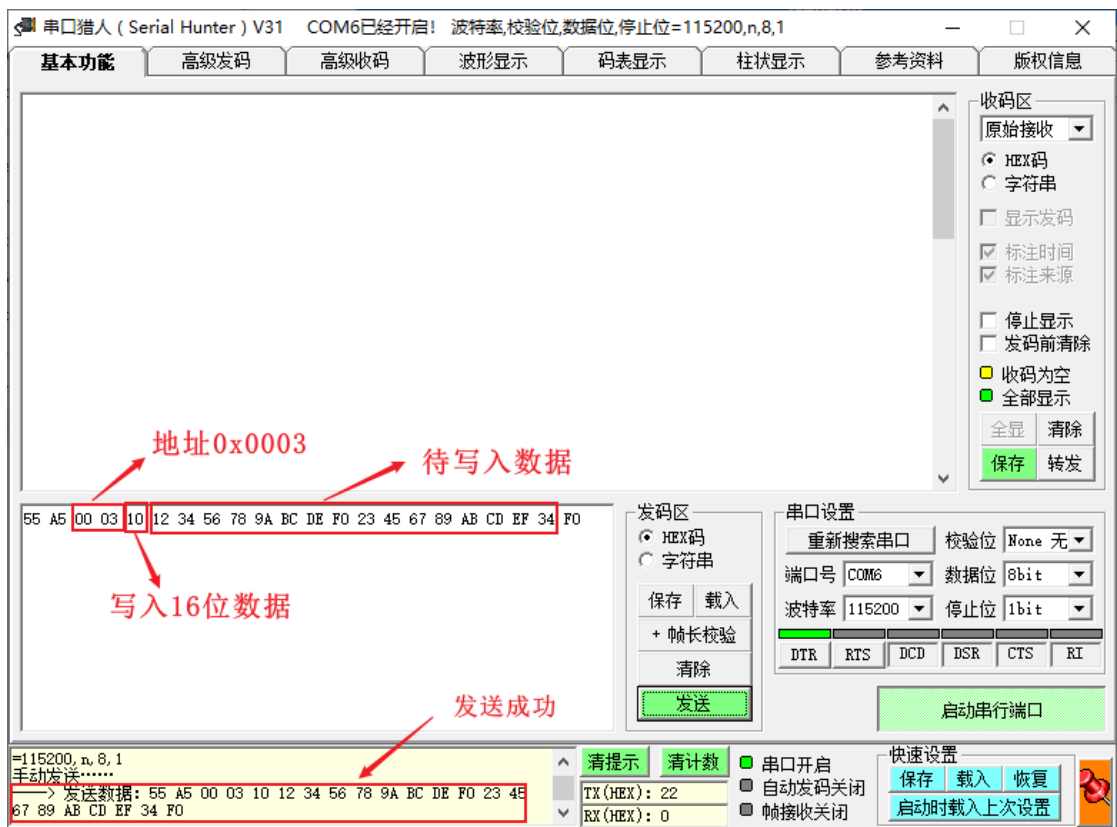 串口猎人 ( Serial Hunter ) V31    COM6已经开启!  波特率,校验位,数据位,停止位=115200,n,8,1
基本功能 高级发码 高级收码 波形显示 码表显示 柱状显示 参考资料 版权信息
收码区
原始接收
HEX码
字符串
显示发码
标注时间
标注来源
停止显示
发码前清除
收码为空
全部显示
全显 清除
保存 转发
地址0x0003
待写入数据
55 A5 00 03 10 12 34 56 78 9A BC DE F0 23 45 67 89 AB CD EF 34 F0
写入16位数据
发送成功
发码区
HEX码
字符串
保存 载入
+ 帧长校验
清除
发送
串口设置
重新搜索串口 校验位 None 无
端口号 COM6 数据位 8bit
波特率 115200 停止位 1bit
DTR RTS DCD DSR CTS RI
启动串行端口
=115200,n,8,1
手动发送……
——> 发送数据: 55 A5 00 03 10 12 34 56 78 9A BC DE F0 23 45
67 89 AB CD EF 34 F0
清提示 清计数
TX(HEX): 22
RX(HEX): 0
串口开启
自动发码关闭
帧接收关闭
快速设置
保存 载入 恢复
启动时载入上次设置